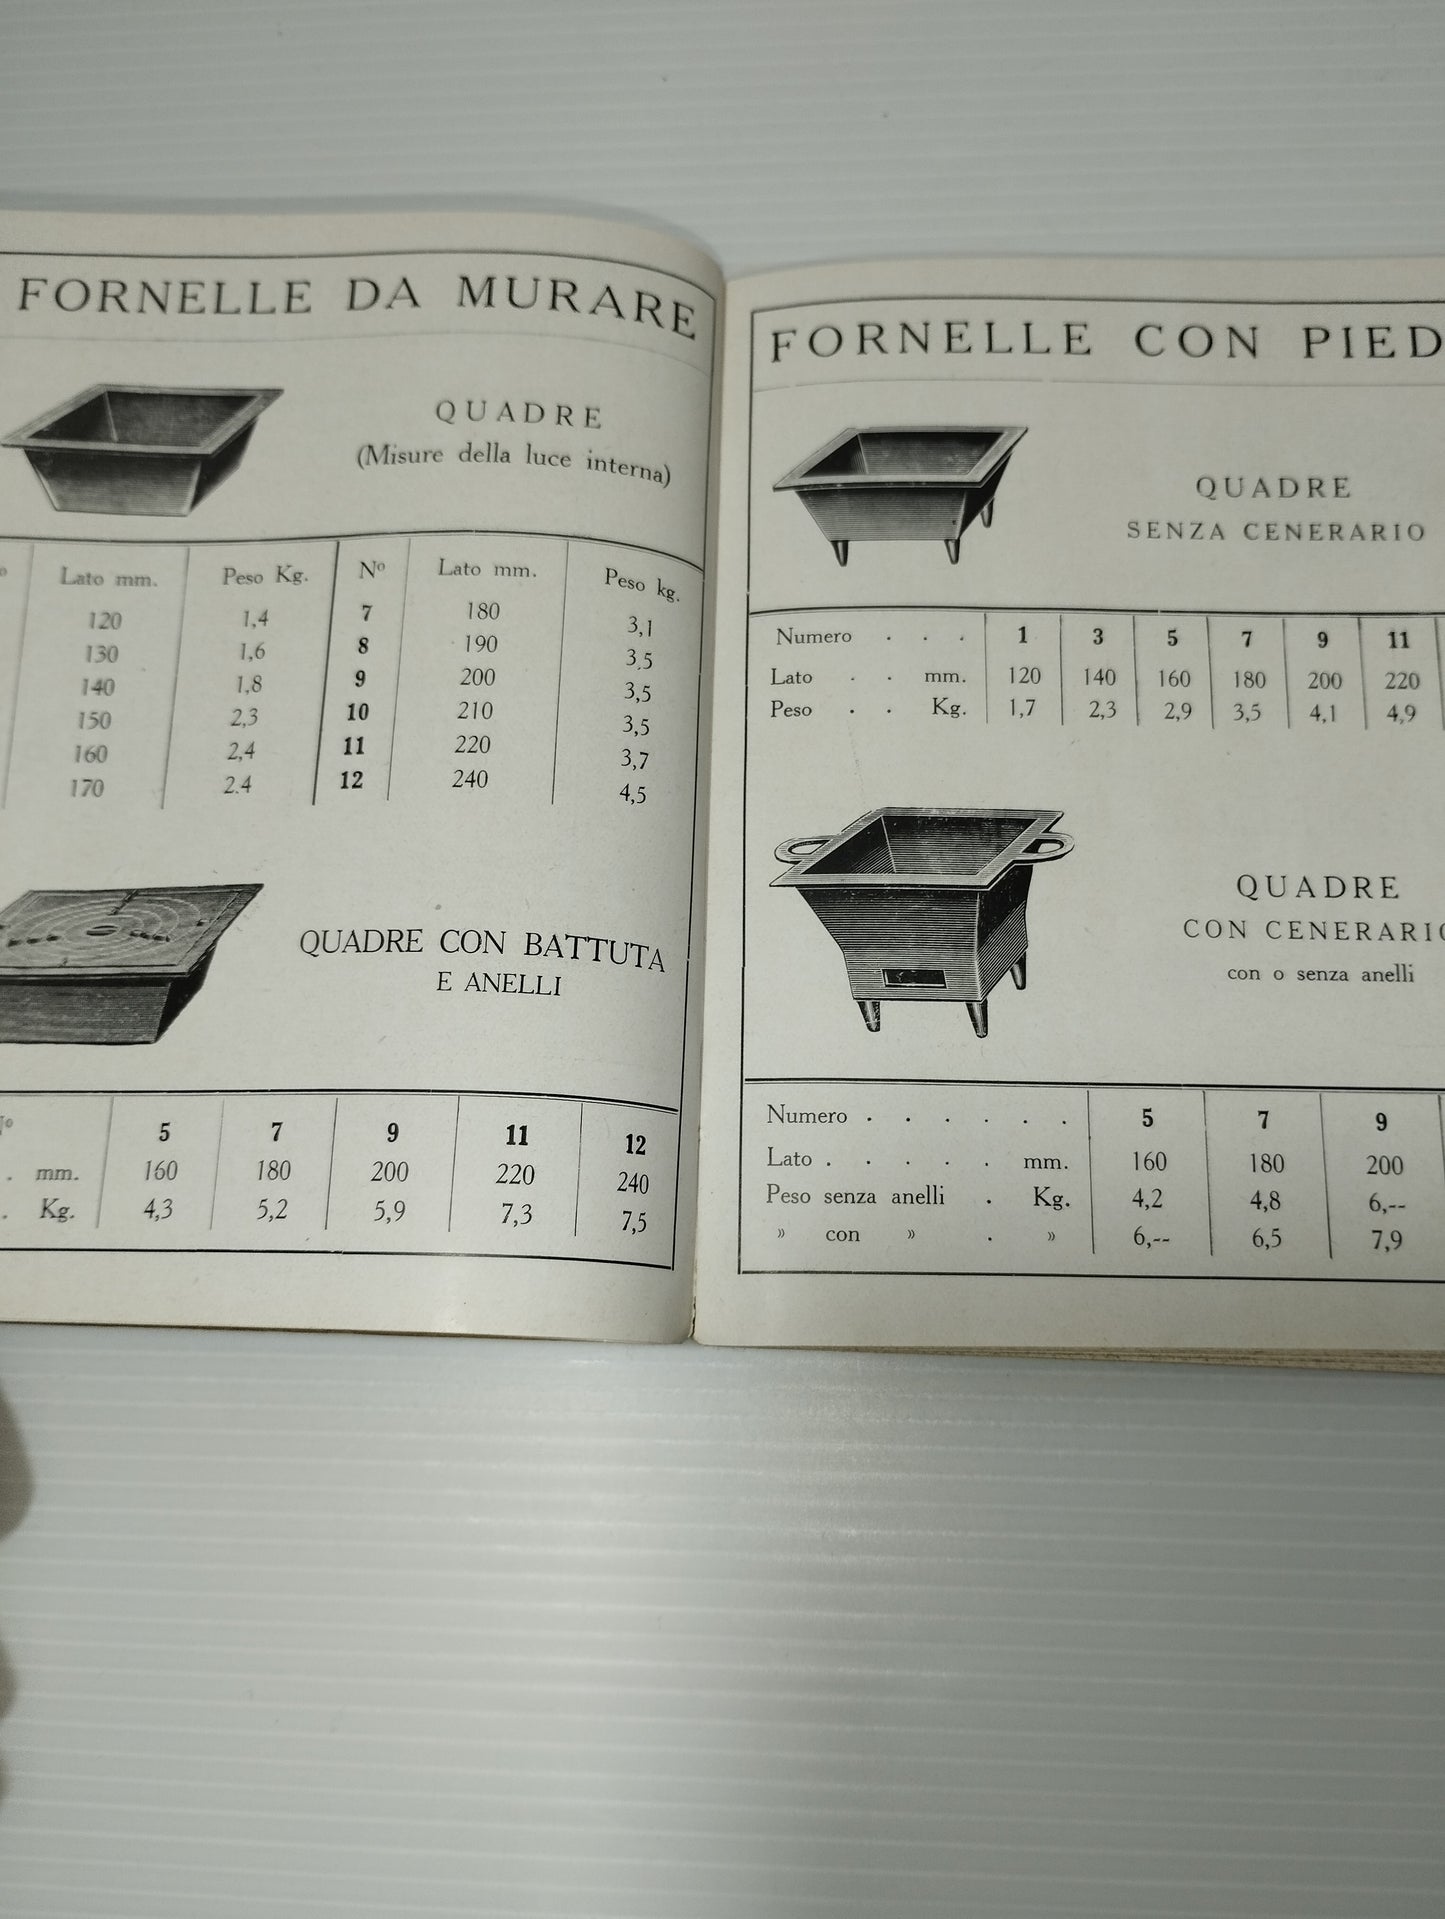 FORNELLE DA MURARE
QUADRE
(Misure della luce interna)
Lato mm. Peso Kg. Nº Lato mm. Peso kg.
120 1,4 7 180 3,1
130 1,6 8 190 3,5
140 1,8 9 200 3,5
150 2,3 10 210 3,5
160 2,4 11 220 3,7
170 2.4 12 240 4,5
QUADRE CON BATTUTA
E ANELLI
Nº 5 7 9 11 12
. mm. 160 180 200 220 240
. Kg. 4,3 5,2 5,9 7,3 7,5
FORNELLE CON PIED
QUADRE
SENZA CENERARIO
Numero . . . 1 3 5 7 9 11
Lato . . mm. 120 140 160 180 200 220
Peso . . Kg. 1,7 2,3 2,9 3,5 4,1 4,9
QUADRE
CON CENERARIO
con o senza anelli
Numero . . . . . . 5 7 9
Lato . . . . . mm. 160 180 200
Peso senza anelli . Kg. 4,2 4,8 6,--
» con » . » 6,-- 6,5 7,9